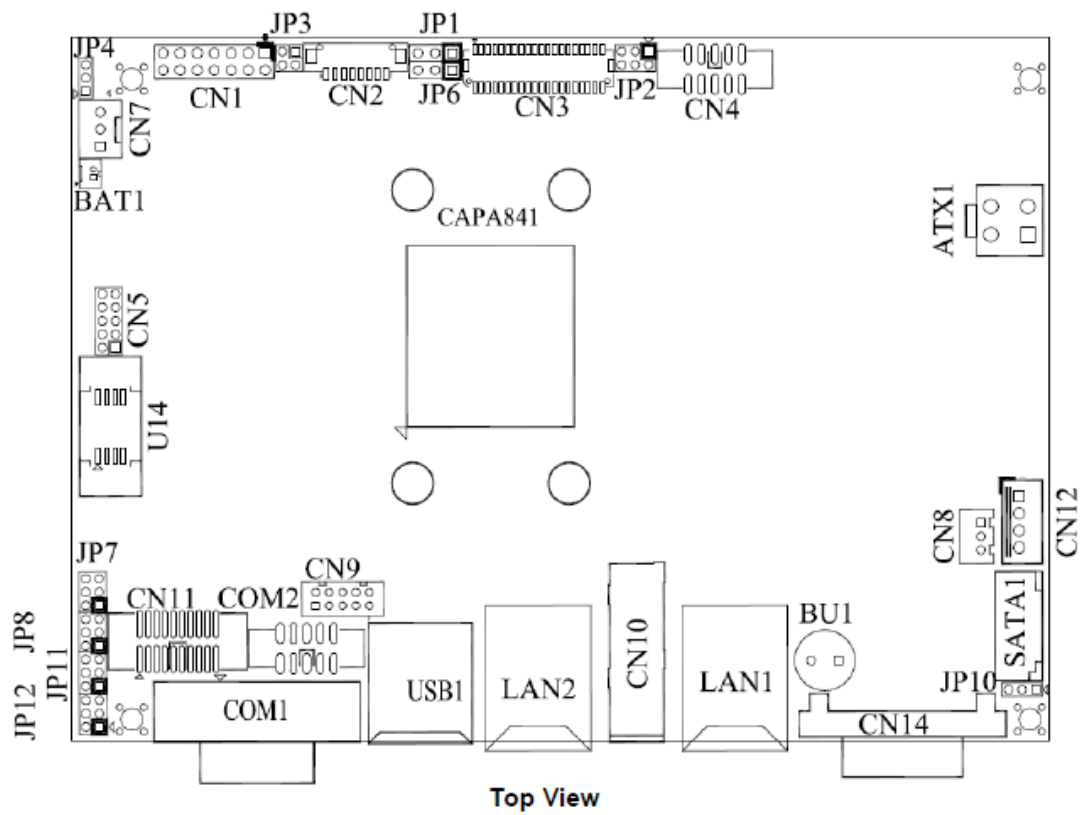 JP3
JP1
JP4
CN1
CN2
JP6
CN3
JP2
CN4
CN7
BAT1
CAPA841
ATX1
CN5
U14
CN8
CN12
JP7
CN9
CN11
COM2
JP8
CN10
BU1
SATA1
JP11
USB1
LAN2
LAN1
JP10
JP12
COM1
CN14
Top View